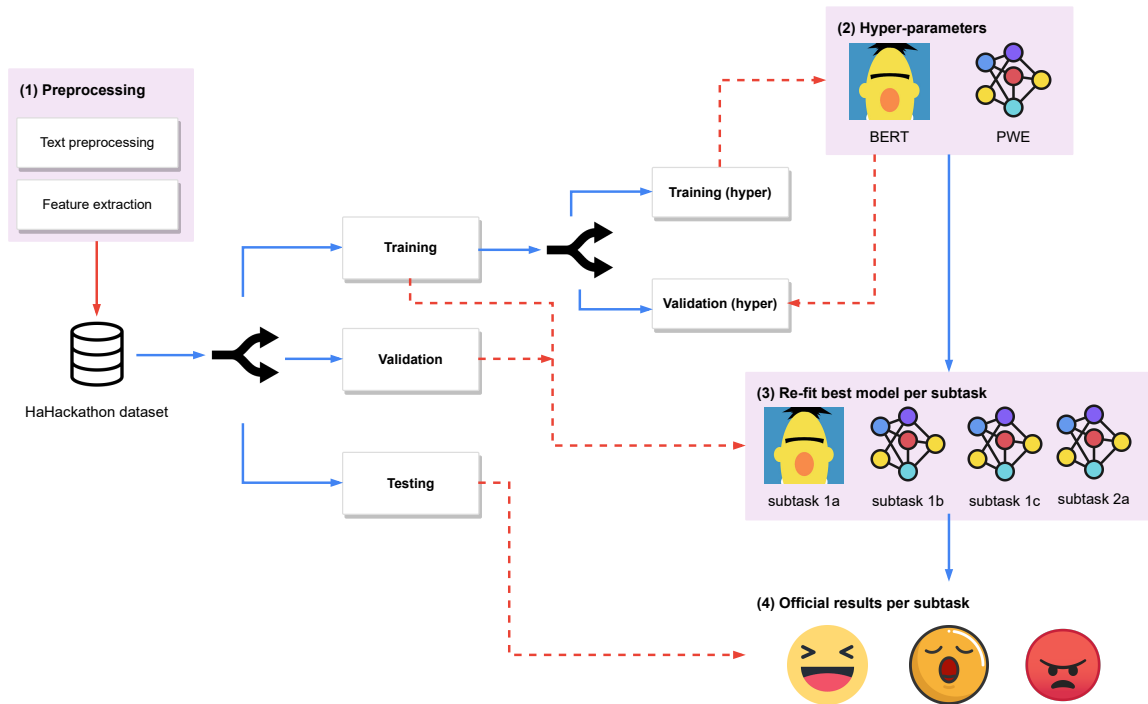 (1) Preprocessing
Text preprocessing
Feature extraction
HaHackathon dataset
Training
Validation
Testing
Training (hyper)
Validation (hyper)
(2) Hyper-parameters
BERT
PWE
(3) Re-fit best model per subtask
subtask 1a
subtask 1b
subtask 1c
subtask 2a
(4) Official results per subtask